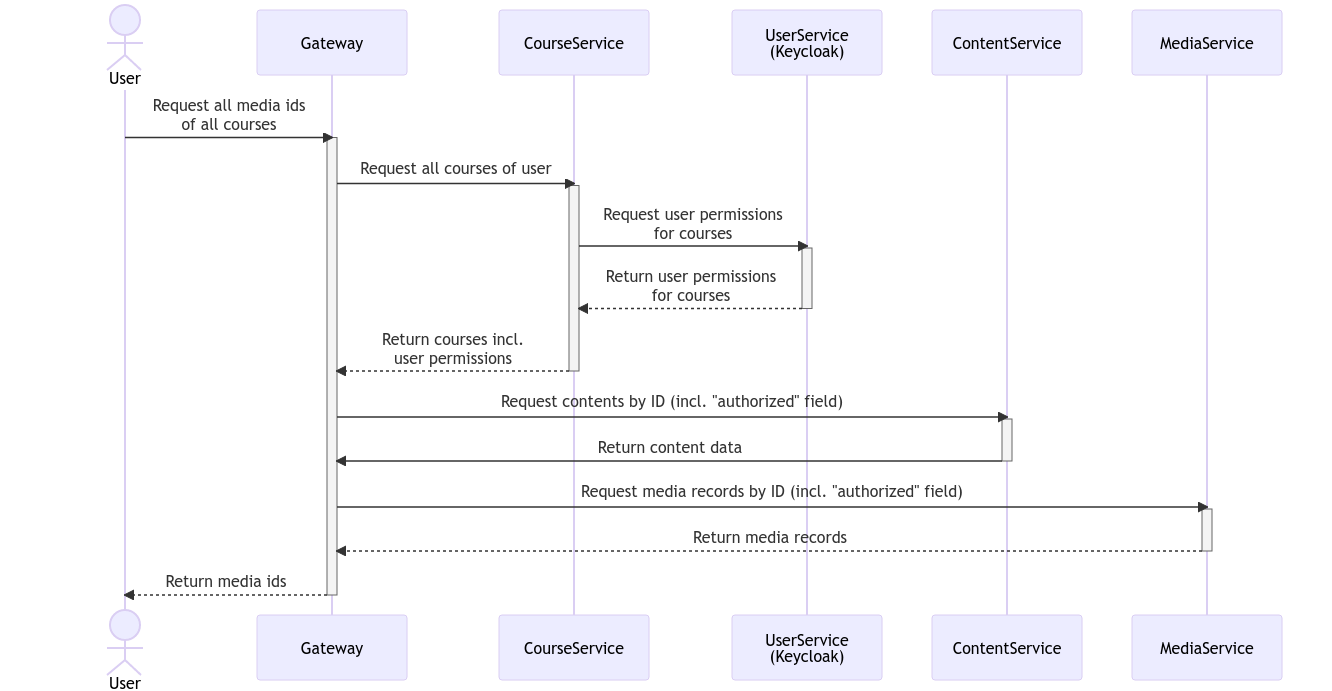 User
Gateway
CourseService
UserService
(Keycloak)
ContentService
MediaService
Request all media ids
of all courses
Request all courses of user
Request user permissions
for courses
Return user permissions
for courses
Return courses incl.
user permissions
Request contents by ID (incl. "authorized" field)
Return content data
Request media records by ID (incl. "authorized" field)
Return media records
Return media ids
User
Gateway
CourseService
UserService
(Keycloak)
ContentService
MediaService